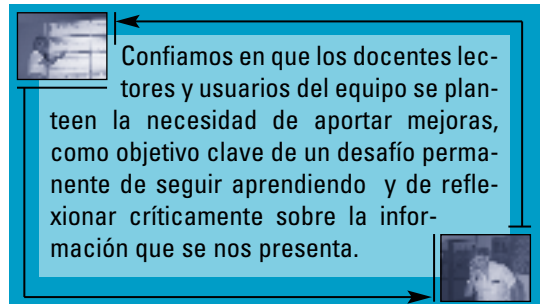 Confiamos en que los docentes lec-
tores y usuarios del equipo se plan-
teen la necesidad de aportar mejoras,
como objetivo clave de un desafío perma-
nente de seguir aprendiendo y de refle-
xionar críticamente sobre la infor-
mación que se nos presenta.